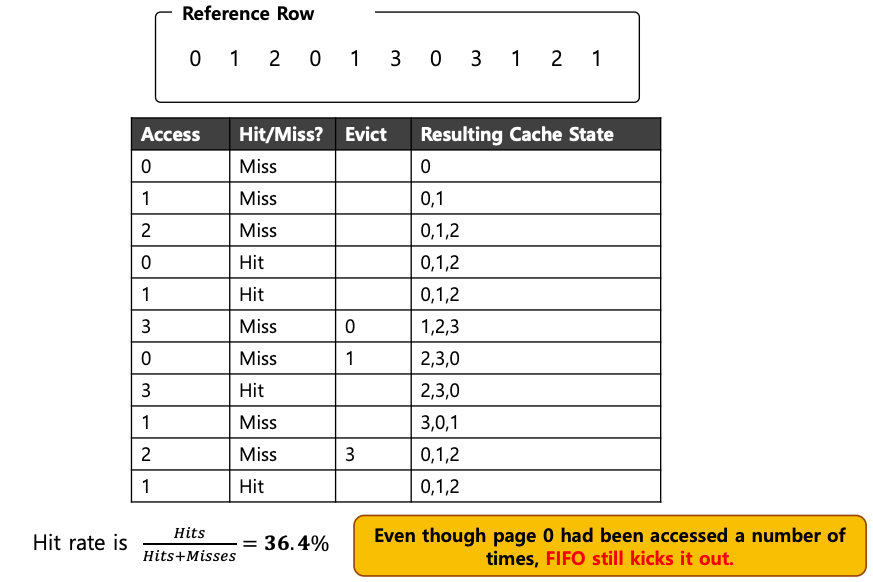 Reference Row
0 1 2 0 1 3 0 3 1 2 1
Access Hit/Miss? Evict Resulting Cache State
0 Miss 0
1 Miss 0,1
2 Miss 0,1,2
0 Hit 0,1,2
1 Hit 0,1,2
3 Miss 0 1,2,3
0 Miss 1 2,3,0
3 Hit 2,3,0
1 Miss 3,0,1
2 Miss 3 0,1,2
1 Hit 0,1,2
Hit rate is Hits / Hits+Misses = 36.4%
Even though page 0 had been accessed a number of
times, FIFO still kicks it out.